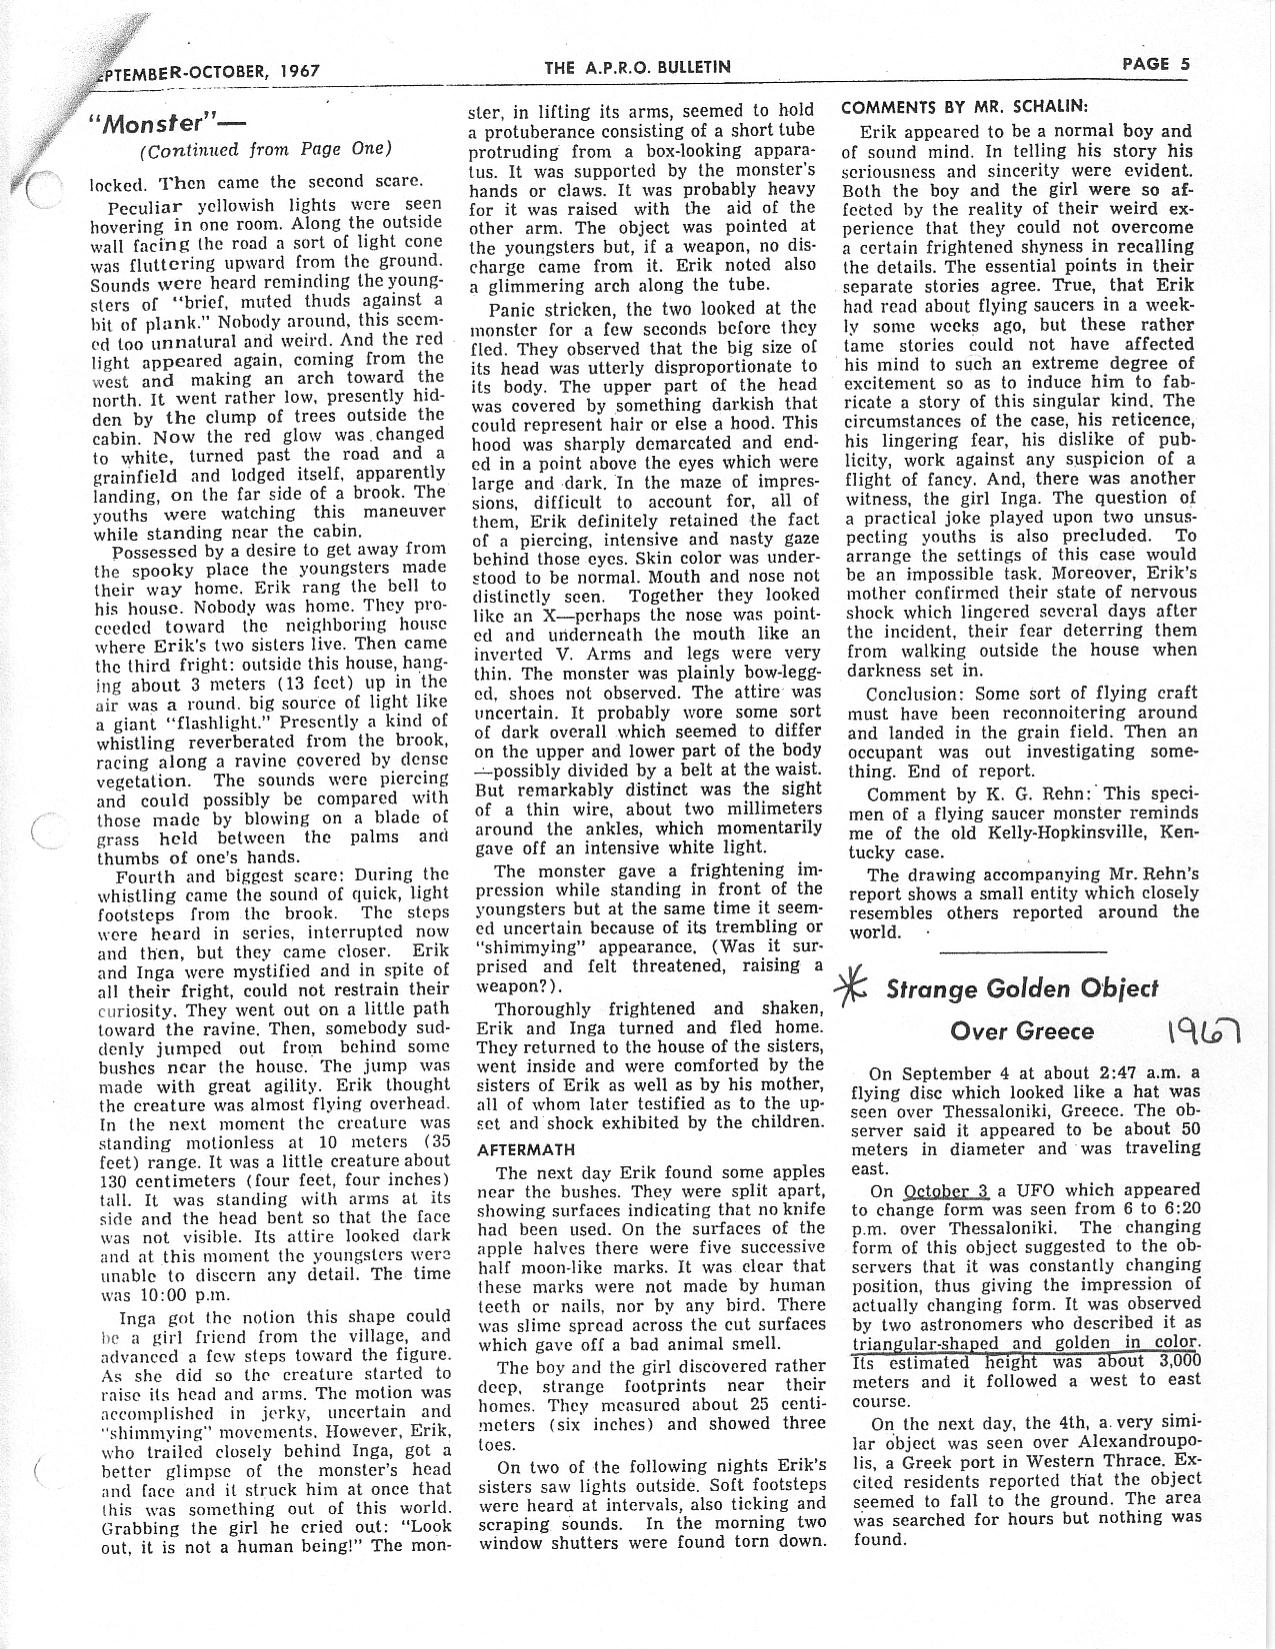 SEPTEMBER-OCTOBER, 1967
THE A.P.R.O. BULLETIN
PAGE 5
"Monster"—
(Continued from Page One)
locked. Then came the second scare.
Peculiar yellowish lights were seen
hovering in one room. Along the outside
wall facing the road a sort of light cone
was fluttering upward from the ground.
Sounds were heard reminding the young-
sters of "brief, muted thuds against a
bit of plank." Nobody around, this seem-
ed too unnatural and weird. And the red
light appeared again, coming from the
west and making an arch toward the
north. It went rather low, presently hid-
den by the clump of trees outside the
cabin. Now the red glow was changed
to white, turned past the road and a
grainfield and lodged itself, apparently
landing, on the far side of a brook. The
youths were watching this maneuver
while standing near the cabin.
Possessed by a desire to get away from
the spooky place the youngsters made
their way home. Erik rang the bell to
his house. Nobody was home. They pro-
ceeded toward the neighboring house
where Erik's two sisters live. Then came
the third fright: outside this house, hang-
ing about 3 meters (13 feet) up in the
air was a round, big source of light like
a giant "flashlight." Presently a kind of
whistling reverberated from the brook,
racing along a ravine covered by dense
vegetation. The sounds were piercing
and could possibly be compared with
those made by blowing on a blade of
grass held between the palms and
thumbs of one's hands.
Fourth and biggest scare: During the
whistling came the sound of quick, light
footsteps from the brook. The steps
were heard in series, interrupted now
and then, but they came closer. Erik
and Inga were mystified and in spite of
all their fright, could not restrain their
curiosity. They went out on a little path
toward the ravine. Then, somebody sud-
denly jumped out from behind some
bushes near the house. The jump was
made with great agility. Erik thought
the creature was almost flying overhead.
In the next moment the creature was
standing motionless at 10 meters (35
feet) range. It was a little creature about
130 centimeters (four feet, four inches)
tall. It was standing with arms at its
side and the head bent so that the face
was not visible. Its attire looked dark
and at this moment the youngsters were
unable to discern any detail. The time
was 10:00 p.m.
Inga got the notion this shape could
be a girl friend from the village, and
advanced a few steps toward the figure.
As she did so the creature started to
raise its head and arms. The motion was
accomplished in jerky, uncertain and
"shimmying" movements. However, Erik,
who trailed closely behind Inga, got a
better glimpse of the monster's head
and face and it struck him at once that
this was something out of this world.
Grabbing the girl he cried out: "Look
out, it is not a human being!" The mon-
ster, in lifting its arms, seemed to hold
a protuberance consisting of a short tube
protruding from a box-looking appara-
tus. It was supported by the monster's
hands or claws. It was probably heavy
for it was raised with the aid of the
other arm. The object was pointed at
the youngsters but, if a weapon, no dis-
charge came from it. Erik noted also
a glimmering arch along the tube.
Panic stricken, the two looked at the
monster for a few seconds before they
fled. They observed that the big size of
its head was utterly disproportionate to
its body. The upper part of the head
was covered by something darkish that
could represent hair or else a hood. This
hood was sharply demarcated and end-
ed in a point above the eyes which were
large and dark. In the maze of impres-
sions, difficult to account for, all of
them, Erik definitely retained the fact
of a piercing, intensive and nasty gaze
behind those eyes. Skin color was under-
stood to be normal. Mouth and nose not
distinctly seen. Together they looked
like an X—perhaps the nose was point-
ed and underneath the mouth like an
inverted V. Arms and legs were very
thin. The monster was plainly bow-legg-
ed, shoes not observed. The attire was
uncertain. It probably wore some sort
of dark overall which seemed to differ
on the upper and lower part of the body
—possibly divided by a belt at the waist.
But remarkably distinct was the sight
of a thin wire, about two millimeters
around the ankles, which momentarily
gave off an intensive white light.
The monster gave a frightening im-
pression while standing in front of the
youngsters but at the same time it seem-
ed uncertain because of its trembling or
"shimmying" appearance. (Was it sur-
prised and felt threatened, raising a
weapon?).
Thoroughly frightened and shaken,
Erik and Inga turned and fled home.
They returned to the house of the sisters,
went inside and were comforted by the
sisters of Erik as well as by his mother,
all of whom later testified as to the up-
set and shock exhibited by the children.
AFTERMATH
The next day Erik found some apples
near the bushes. They were split apart,
showing surfaces indicating that no knife
had been used. On the surfaces of the
apple halves there were five successive
half moon-like marks. It was clear that
these marks were not made by human
teeth or nails, nor by any bird. There
was slime spread across the cut surfaces
which gave off a bad animal smell.
The boy and the girl discovered rather
deep, strange footprints near their
homes. They measured about 25 centi-
meters (six inches) and showed three
toes.
On two of the following nights Erik's
sisters saw lights outside. Soft footsteps
were heard at intervals, also ticking and
scraping sounds. In the morning two
window shutters were found torn down.
COMMENTS BY MR. SCHALIN:
Erik appeared to be a normal boy and
of sound mind. In telling his story his
seriousness and sincerity were evident.
Both the boy and the girl were so af-
fected by the reality of their weird ex-
perience that they could not overcome
a certain frightened shyness in recalling
the details. The essential points in their
separate stories agree. True, that Erik
had read about flying saucers in a week-
ly some weeks ago, but these rather
tame stories could not have affected
his mind to such an extreme degree of
excitement so as to induce him to fab-
ricate a story of this singular kind. The
circumstances of the case, his reticence,
his lingering fear, his dislike of pub-
licity, work against any suspicion of a
flight of fancy. And, there was another
witness, the girl Inga. The question of
a practical joke played upon two unsus-
pecting youths is also precluded. To
arrange the settings of this case would
be an impossible task. Moreover, Erik's
mother confirmed their state of nervous
shock which lingered several days after
the incident, their fear deterring them
from walking outside the house when
darkness set in.
Conclusion: Some sort of flying craft
must have been reconnoitering around
and landed in the grain field. Then an
occupant was out investigating some-
thing. End of report.
Comment by K. G. Rehn: This speci-
men of a flying saucer monster reminds
me of the old Kelly-Hopkinsville, Ken-
tucky case.
The drawing accompanying Mr. Rehn's
report shows a small entity which closely
resembles others reported around the
world.
* Strange Golden Object
Over Greece 1967
On September 4 at about 2:47 a.m. a
flying disc which looked like a hat was
seen over Thessaloniki, Greece. The ob-
server said it appeared to be about 50
meters in diameter and was traveling
east.
On October 3 a UFO which appeared
to change form was seen from 6 to 6:20
p.m. over Thessaloniki. The changing
form of this object suggested to the ob-
servers that it was constantly changing
position, thus giving the impression of
actually changing form. It was observed
by two astronomers who described it as
triangular-shaped and golden in color.
Its estimated height was about 3,000
meters and it followed a west to east
course.
On the next day, the 4th, a very simi-
lar object was seen over Alexandroupo-
lis, a Greek port in Western Thrace. Ex-
cited residents reported that the object
seemed to fall to the ground. The area
was searched for hours but nothing was
found.